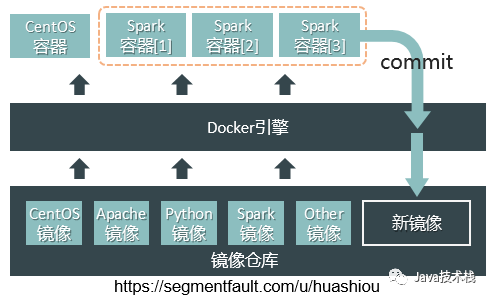 CentOS
容器
Spark
容器[1]
Spark
容器[2]
Spark
容器[3]
commit
Docker引擎
CentOS
镜像
Apache
镜像
Python
镜像
Spark
镜像
Other
镜像
新镜像
镜像仓库
Java技术栈
https://segmentfault.com/u/huashiou